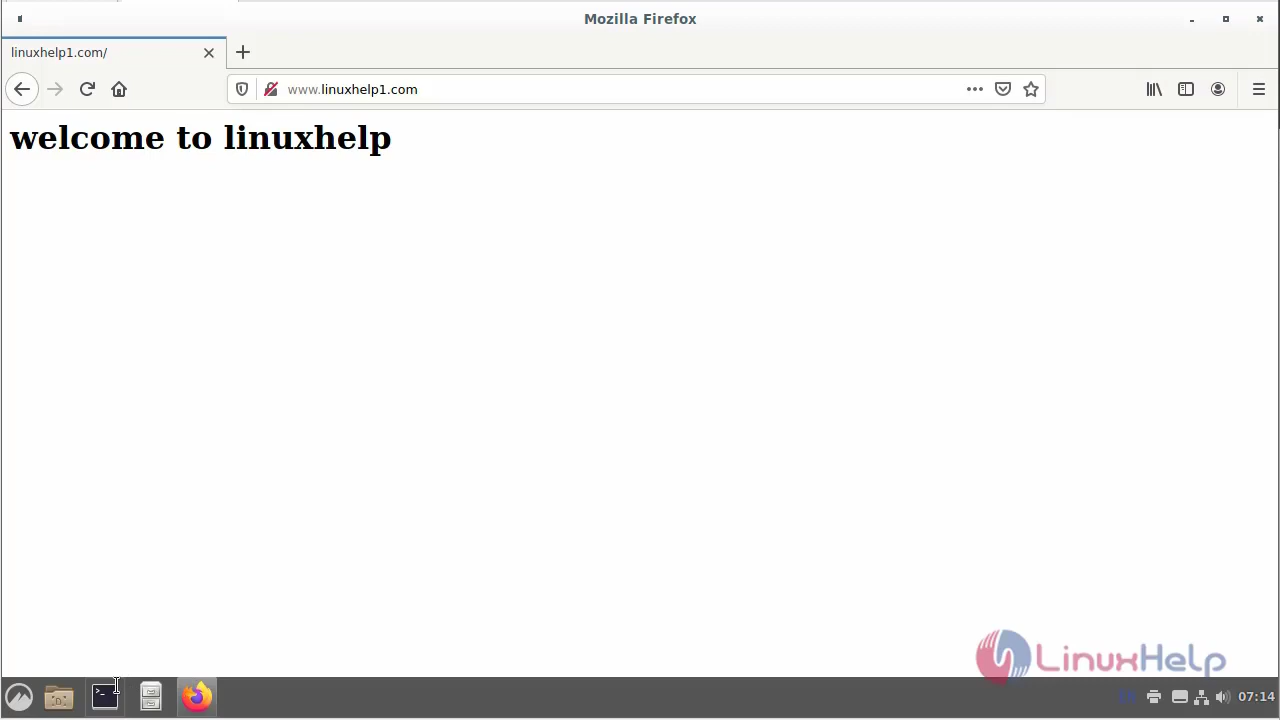 Mozilla Firefox
linuxhelp1.com/
www.linuxhelp1.com
welcome to linuxhelp
LinuxHelp
07:14